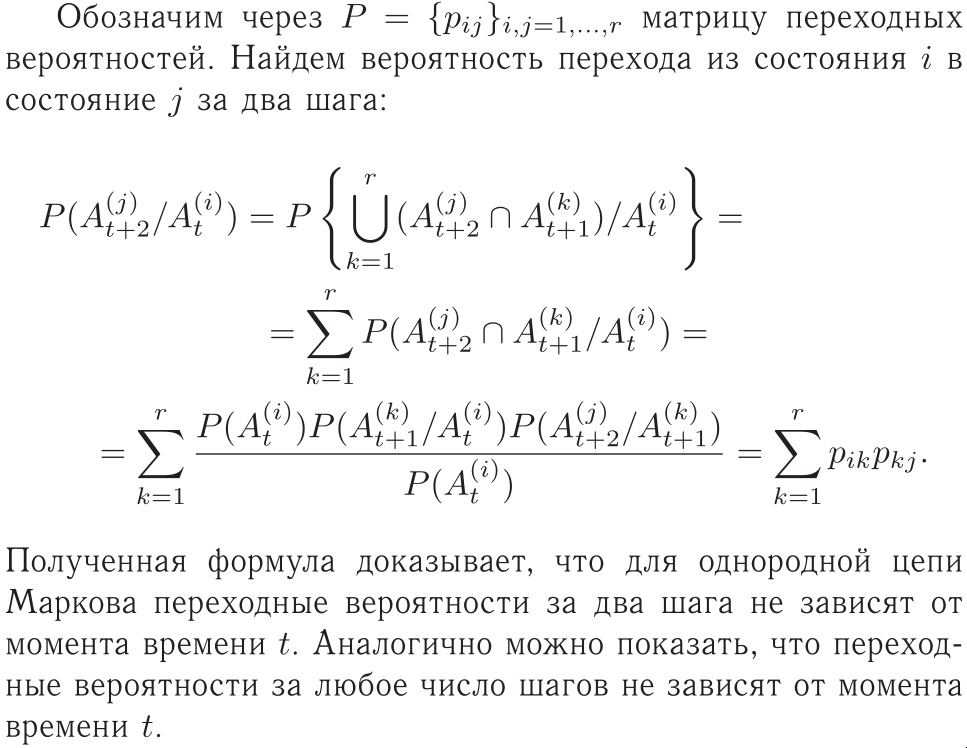 Обозначим через $P = \{p_{ij}\}_{i,j=1,\ldots,r}$ матрицу переходных
вероятностей. Найдем вероятность перехода из состояния $i$ в
состояние $j$ за два шага:
$P(A_{t+2}^{(j)}/A_t^{(i)}) = P\left\{\bigcup_{k=1}^{r}(A_{t+2}^{(j)} \cap A_{t+1}^{(k)})/A_t^{(i)}\right\} =$
$= \sum_{k=1}^{r} P(A_{t+2}^{(j)} \cap A_{t+1}^{(k)}/A_t^{(i)}) =$
$= \sum_{k=1}^{r} \frac{P(A_t^{(i)})P(A_{t+1}^{(k)}/A_t^{(i)})P(A_{t+2}^{(j)}/A_{t+1}^{(k)})}{P(A_t^{(i)})} = \sum_{k=1}^{r} p_{ik}p_{kj}.$
Полученная формула доказывает, что для однородной цепи
Маркова переходные вероятности за два шага не зависят от
момента времени $t$. Аналогично можно показать, что переход-
ные вероятности за любое число шагов не зависят от момента
времени $t$.